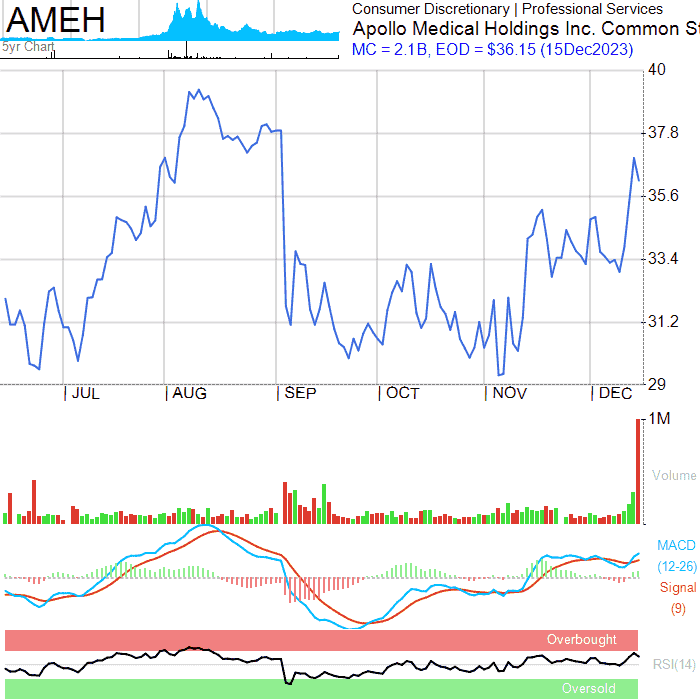 AMEH
5yr Chart
Consumer Discretionary | Professional Services
Apollo Medical Holdings Inc. Common St
MC = 2.1B, EOD = $36.15 (15Dec2023)
40
37.8
35.6
33.4
31.2
29
JUL AUG SEP OCT NOV DEC
1M
Volume
MACD
(12-26)
Signal
(9)
Overbought
RSI(14)
Oversold